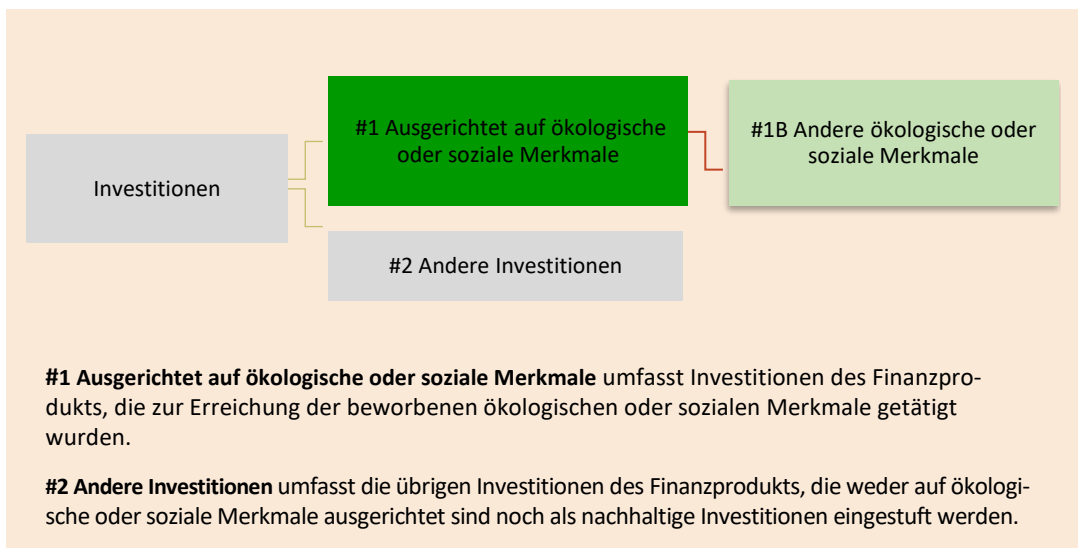 #1 Ausgerichtet auf ökologische
oder soziale Merkmale
#1B Andere ökologische oder
soziale Merkmale
Investitionen
#2 Andere Investitionen
#1 Ausgerichtet auf ökologische oder soziale Merkmale umfasst Investitionen des Finanzpro-
dukts, die zur Erreichung der beworbenen ökologischen oder sozialen Merkmale getätigt
wurden.
#2 Andere Investitionen umfasst die übrigen Investitionen des Finanzprodukts, die weder auf ökologi-
sche oder soziale Merkmale ausgerichtet sind noch als nachhaltige Investitionen eingestuft werden.